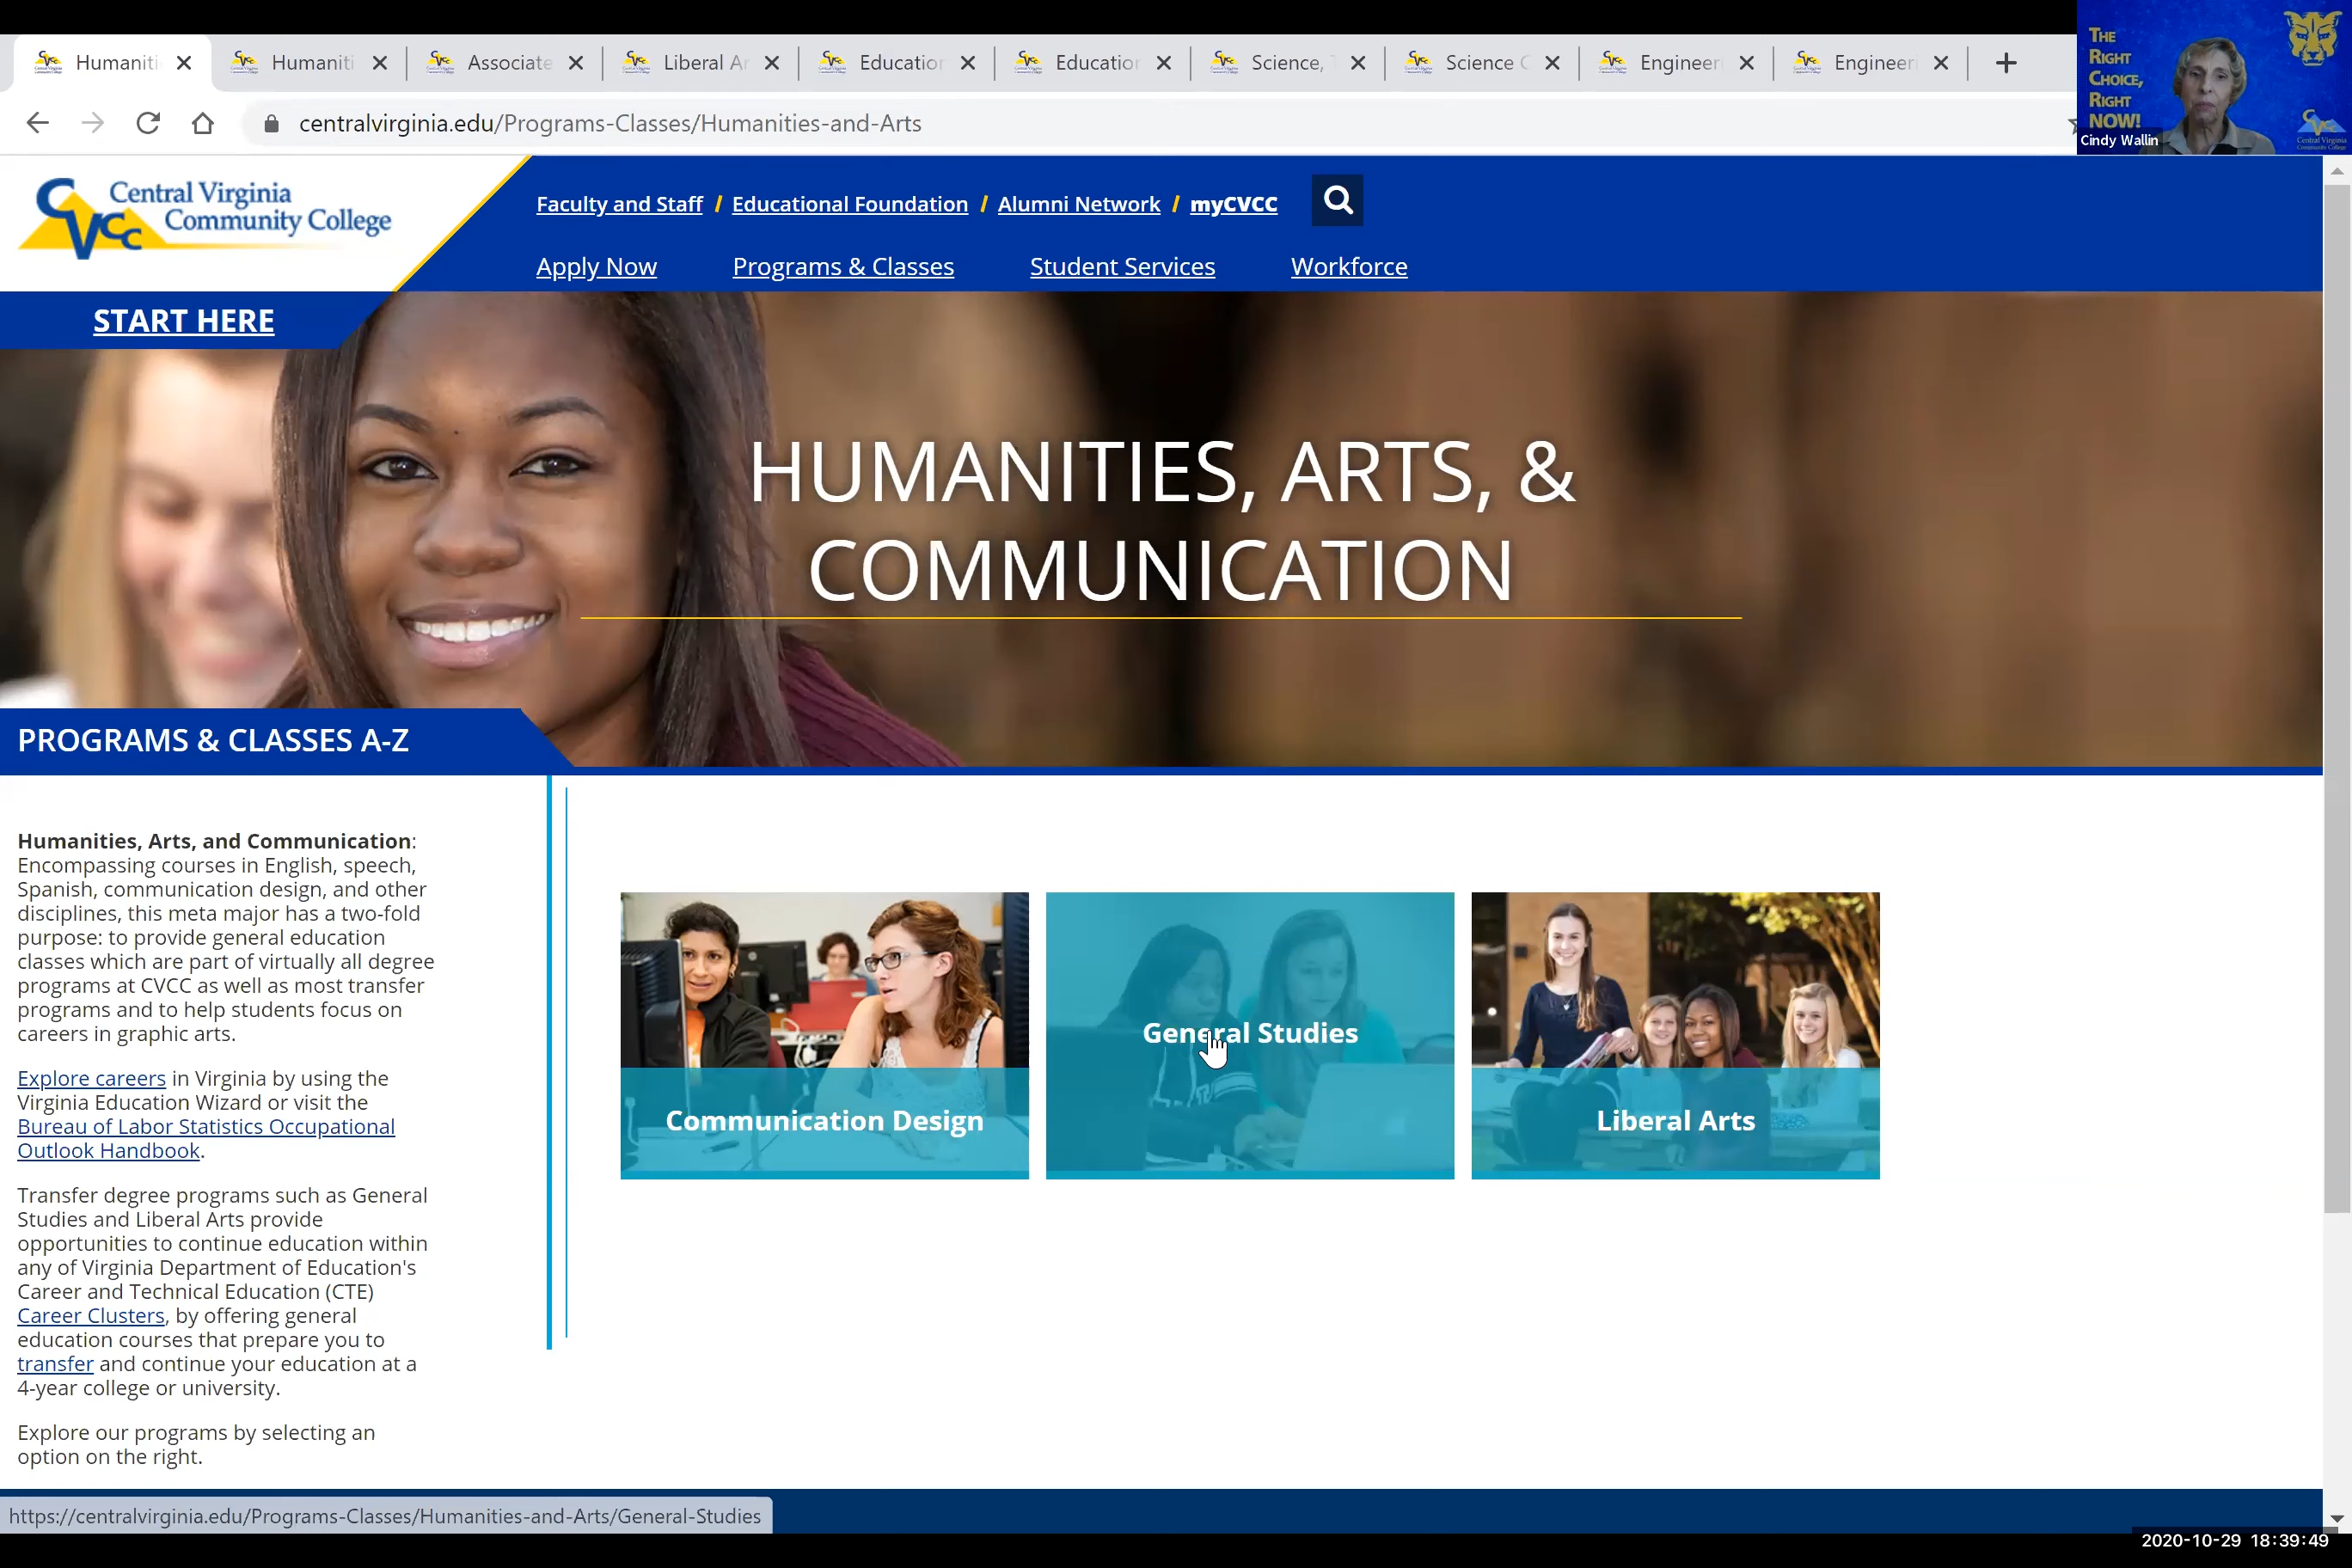 Humaniti
Humaniti
Associate
Liberal Ar
Education
Education
Science, T
Science C
Engineer
Engineer
centralvirginia.edu/Programs-Classes/Humanities-and-Arts
THE
RIGHT
CHOICE,
RIGHT
NOW!
Cindy Wallin
Central Virginia
Community College
CVCC
Central Virginia
Community College
Faculty and Staff / Educational Foundation / Alumni Network / myCVCC
Apply Now Programs & Classes Student Services Workforce
START HERE
HUMANITIES, ARTS, &
COMMUNICATION
PROGRAMS & CLASSES A-Z
Humanities, Arts, and Communication:
Encompassing courses in English, speech,
Spanish, communication design, and other
disciplines, this meta major has a two-fold
purpose: to provide general education
classes which are part of virtually all degree
programs at CVCC as well as most transfer
programs and to help students focus on
careers in graphic arts.
Explore careers in Virginia by using the
Virginia Education Wizard or visit the
Bureau of Labor Statistics Occupational
Outlook Handbook.
Transfer degree programs such as General
Studies and Liberal Arts provide
opportunities to continue education within
any of Virginia Department of Education's
Career and Technical Education (CTE)
Career Clusters, by offering general
education courses that prepare you to
transfer and continue your education at a
4-year college or university.
Explore our programs by selecting an
option on the right.
Communication Design
General Studies
Liberal Arts
https://centralvirginia.edu/Programs-Classes/Humanities-and-Arts/General-Studies
2020-10-29 18:39:49